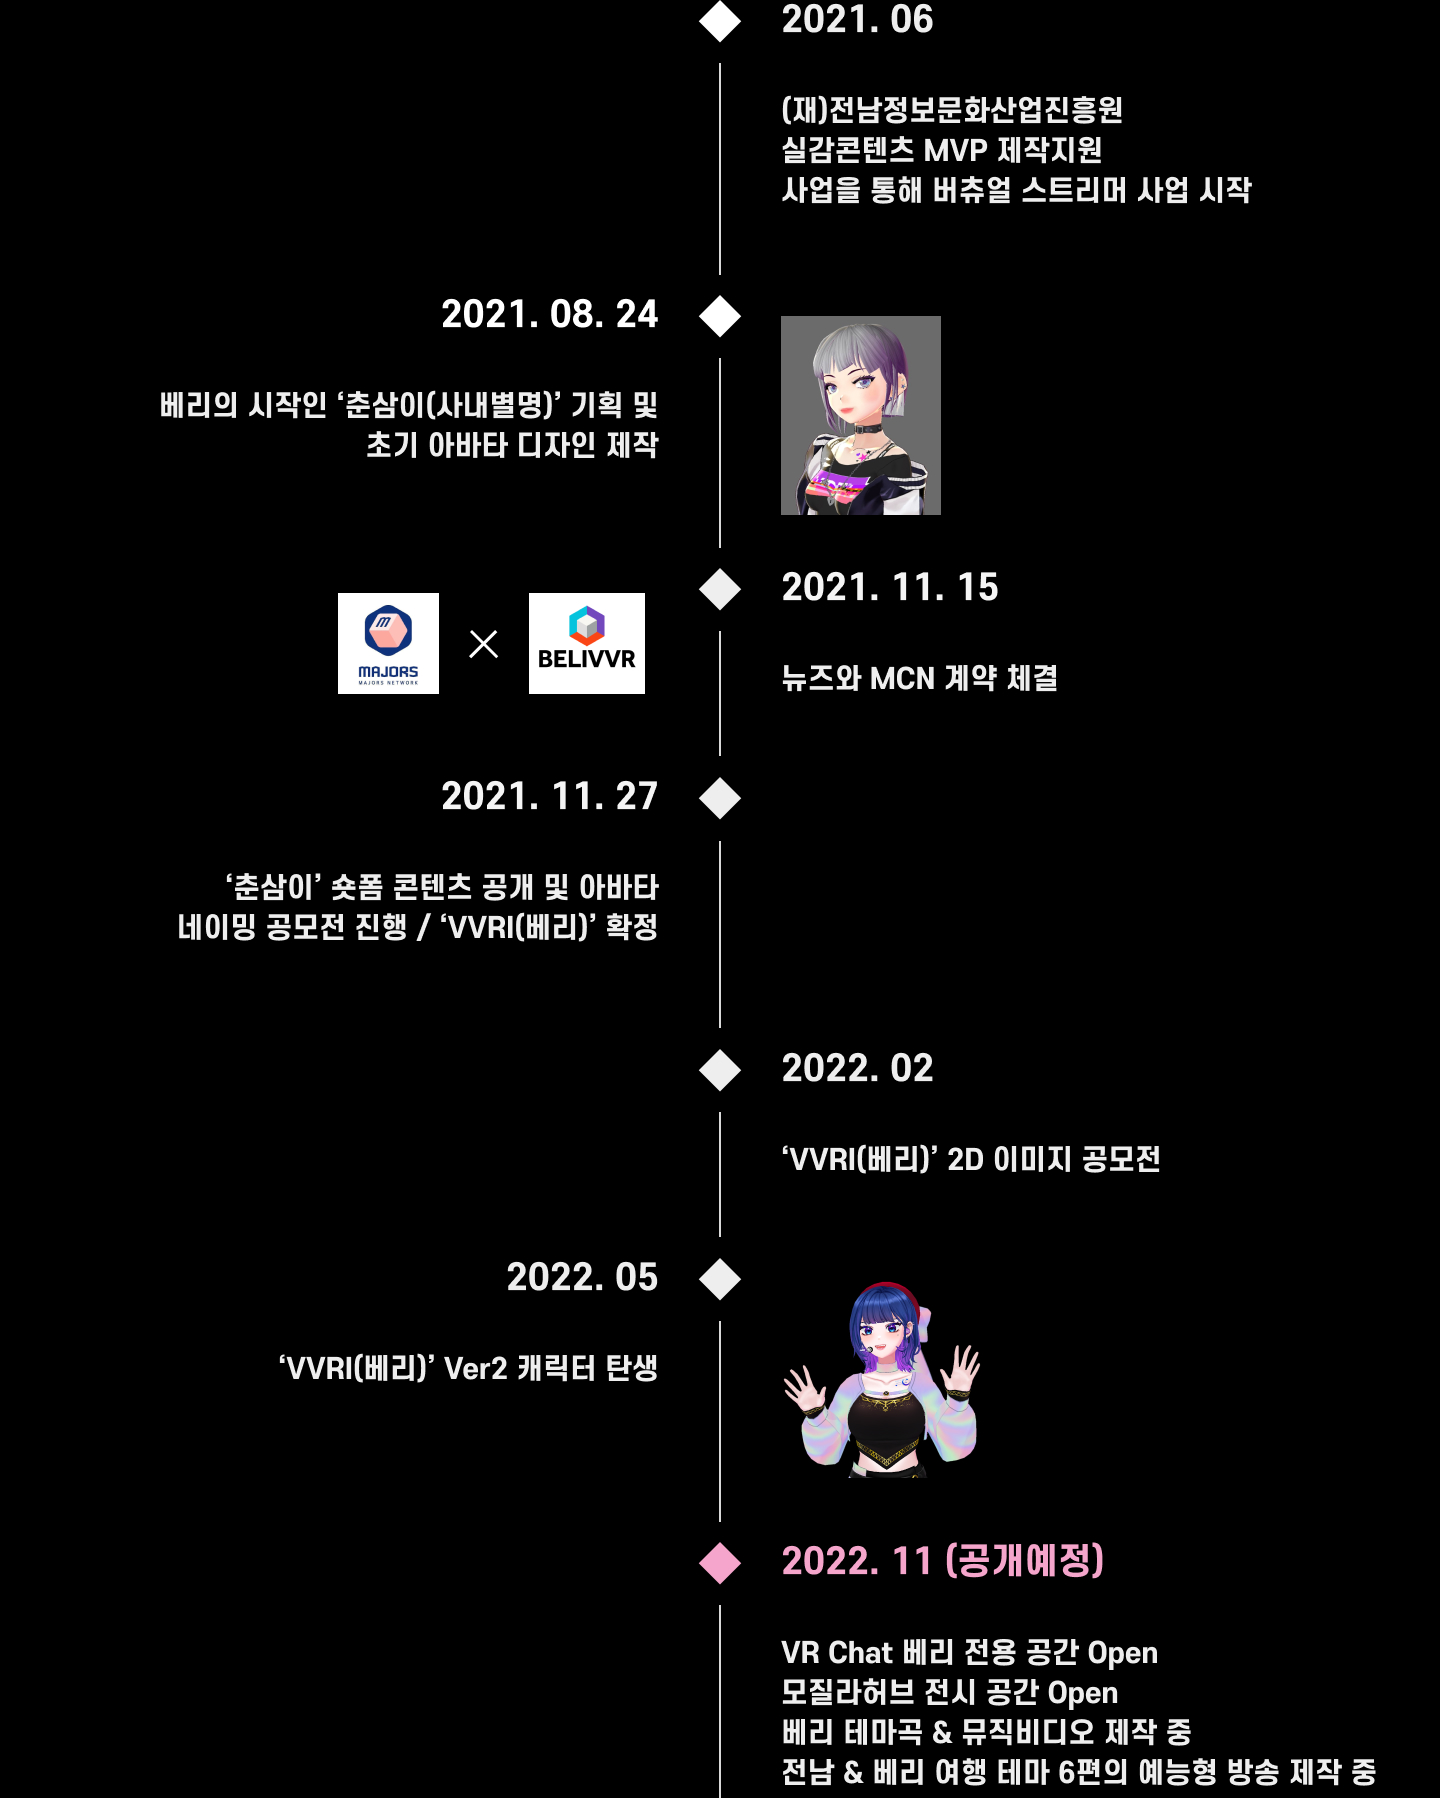 2021. 06
(재)전남정보문화산업진흥원
실감콘텐츠 MVP 제작지원
사업을 통해 버츄얼 스트리머 사업 시작
2021. 08. 24
베리의 시작인 ‘춘삼이(사내별명)’ 기획 및
초기 아바타 디자인 제작
2021. 11. 15
M
MAJORS
MAJORS NETWORK
BELIVVR
뉴즈와 MCN 계약 체결
2021. 11. 27
‘춘삼이’ 숏폼 콘텐츠 공개 및 아바타
네이밍 공모전 진행 / ‘VVRI(베리)’ 확정
2022. 02
‘VVRI(베리)’ 2D 이미지 공모전
2022. 05
‘VVRI(베리)’ Ver2 캐릭터 탄생
2022. 11 (공개예정)
VR Chat 베리 전용 공간 Open
모질라허브 전시 공간 Open
베리 테마곡 & 뮤직비디오 제작 중
전남 & 베리 여행 테마 6편의 예능형 방송 제작 중